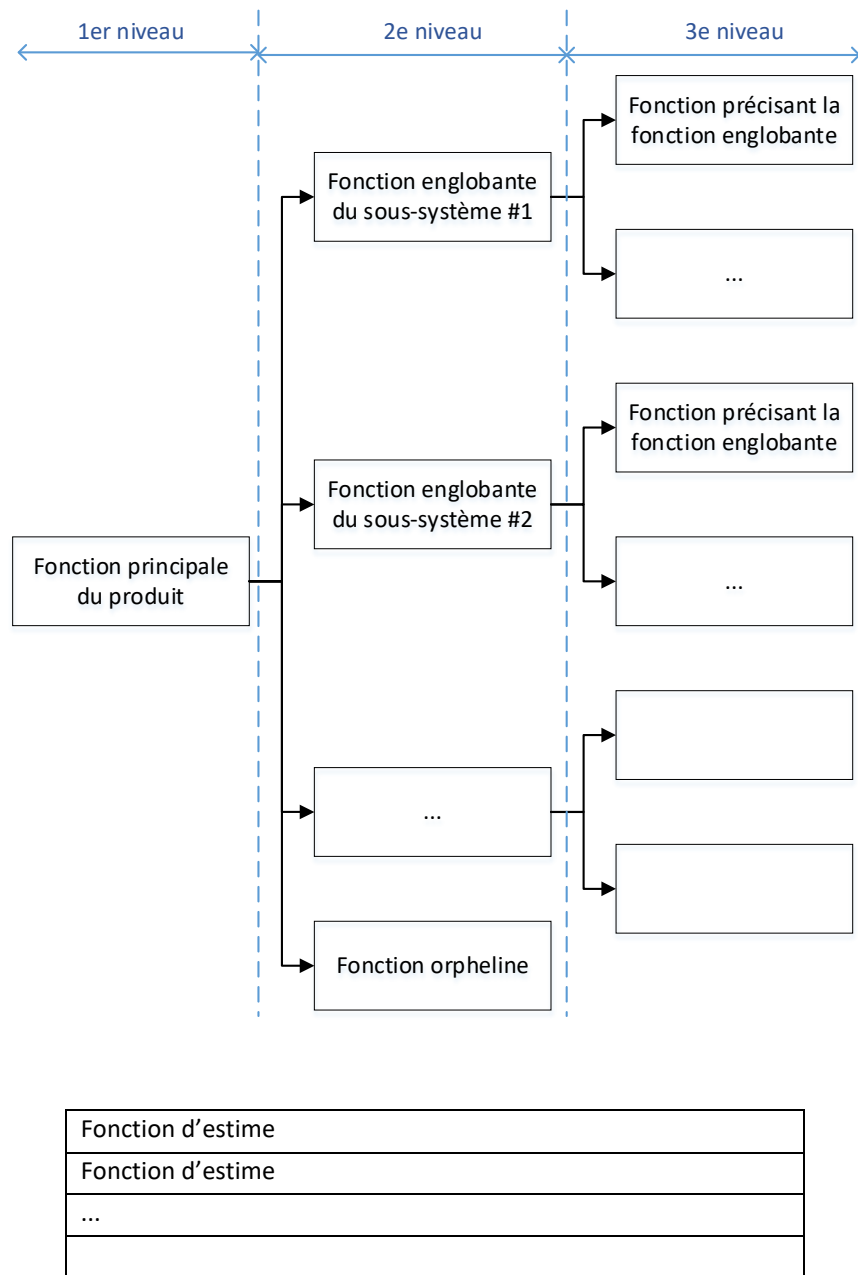 1er niveau
2e niveau
3e niveau
Fonction précisant la
fonction englobante
Fonction englobante
du sous-système #1
...
Fonction précisant la
fonction englobante
Fonction englobante
du sous-système #2
Fonction principale
du produit
...
...
Fonction orpheline
Fonction d’estime
Fonction d’estime
...